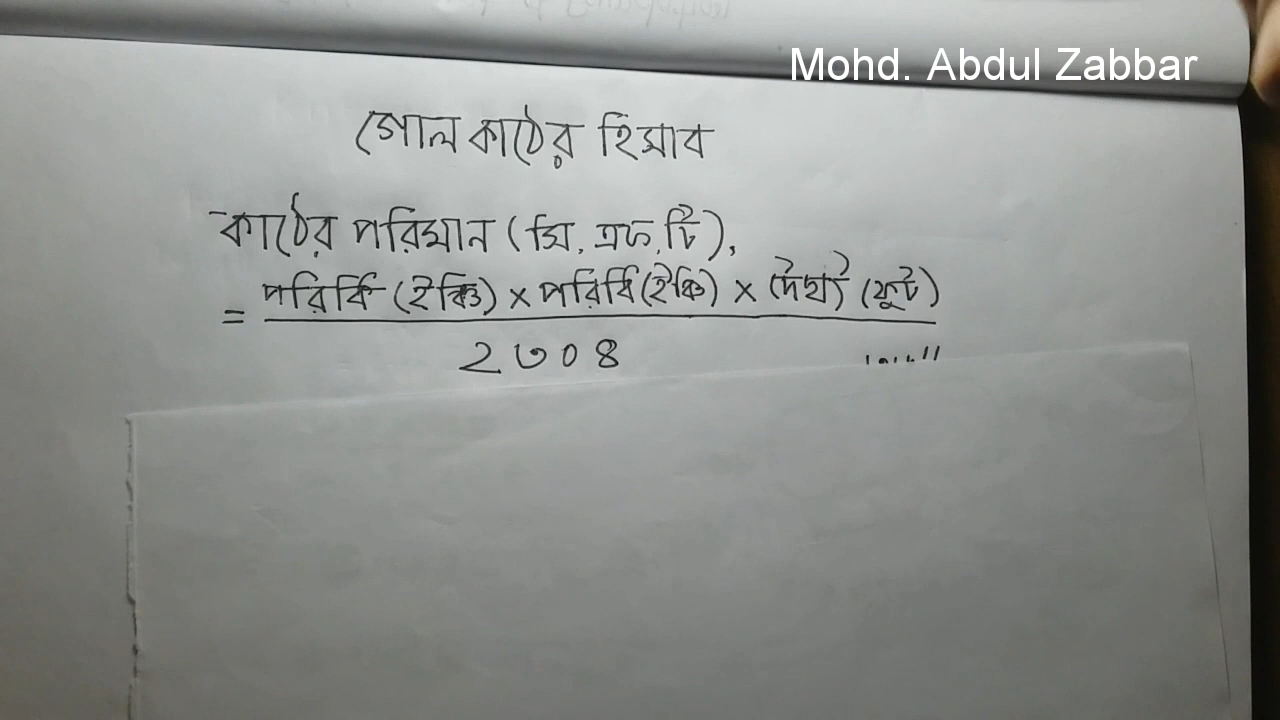 Mohd. Abdul Zabbar
গোল কাঠের হিসাব
কাঠের পরিমান (সি.এফ.টি),
= পরিধি (ইঞ্চি) × পরিধি (ইঞ্চি) × দৈর্ঘ্য (ফুট)
২৩০৪